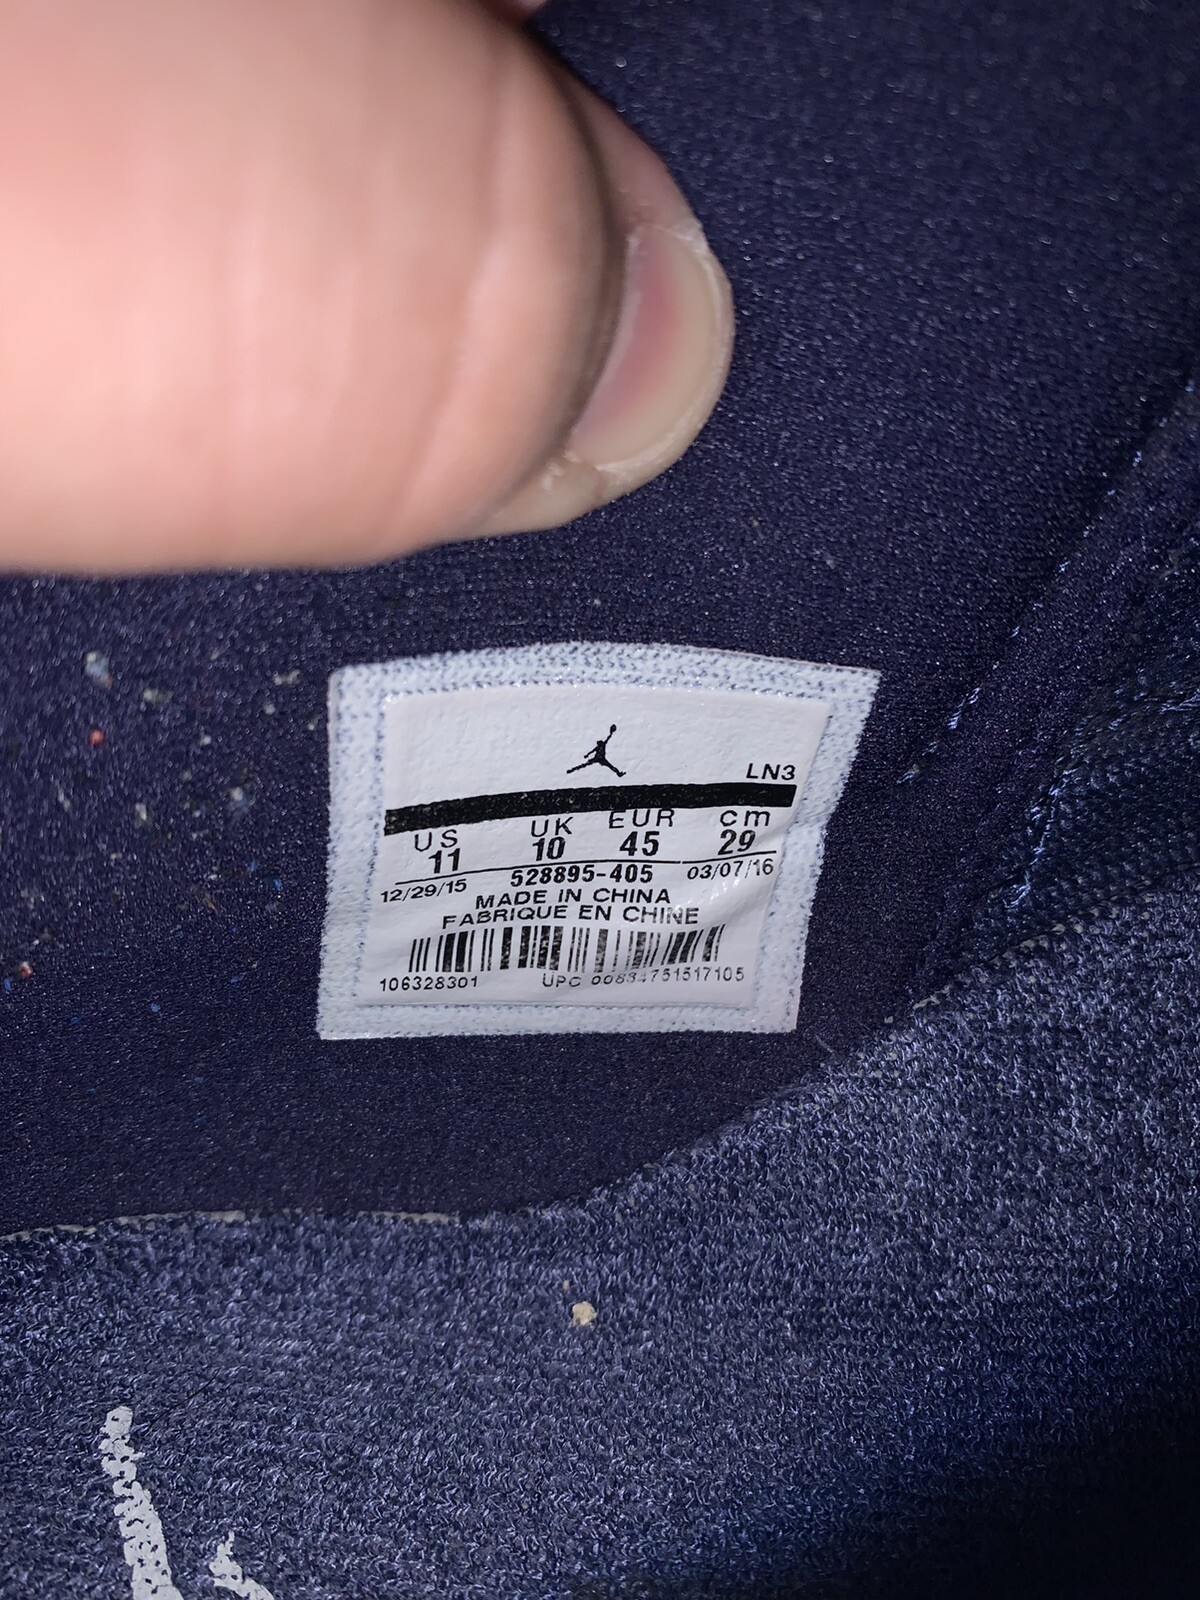 LN3
US UK EUR cm
11 10 45 29
12/29/15 528895-405 03/07/16
MADE IN CHINA
FABRIQUE EN CHINE
106328301 UPC 00884751517105